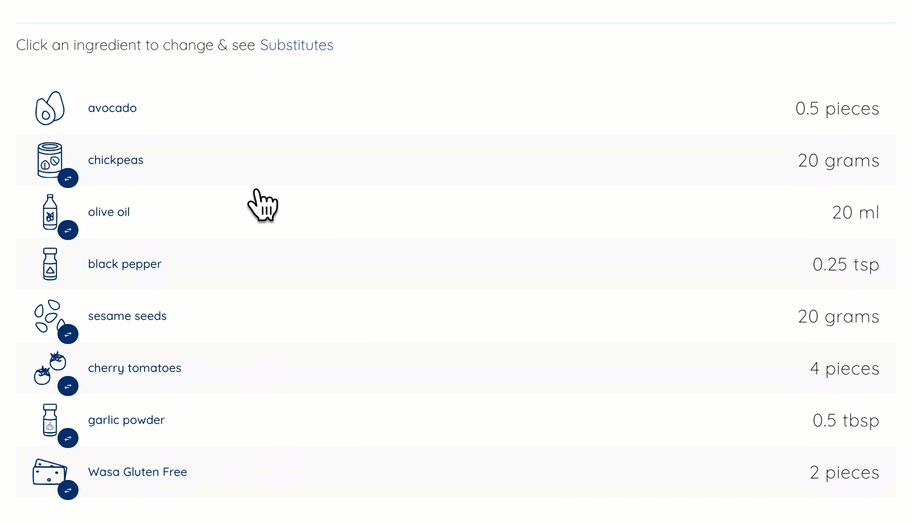 Click an ingredient to change & see Substitutes
avocado 0.5 pieces
chickpeas 20 grams
olive oil 20 ml
black pepper 0.25 tsp
sesame seeds 20 grams
cherry tomatoes 4 pieces
garlic powder 0.5 tbsp
Wasa Gluten Free 2 pieces